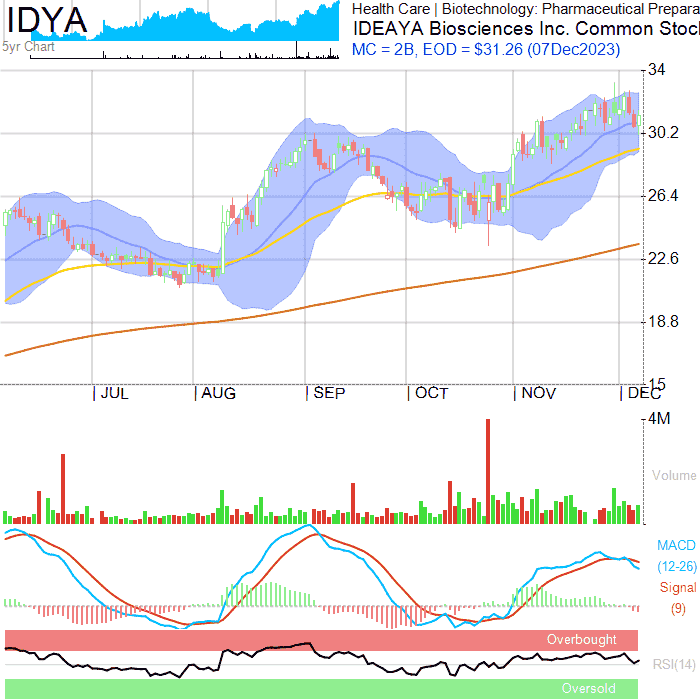 IDYA
5yr Chart
Health Care | Biotechnology: Pharmaceutical Prepara
IDEAYA Biosciences Inc. Common Stoc
MC = 2B, EOD = $31.26 (07Dec2023)
34
30.2
26.4
22.6
18.8
15
JUL AUG SEP OCT NOV DEC
4M
Volume
MACD
(12-26)
Signal
(9)
Overbought
RSI(14)
Oversold